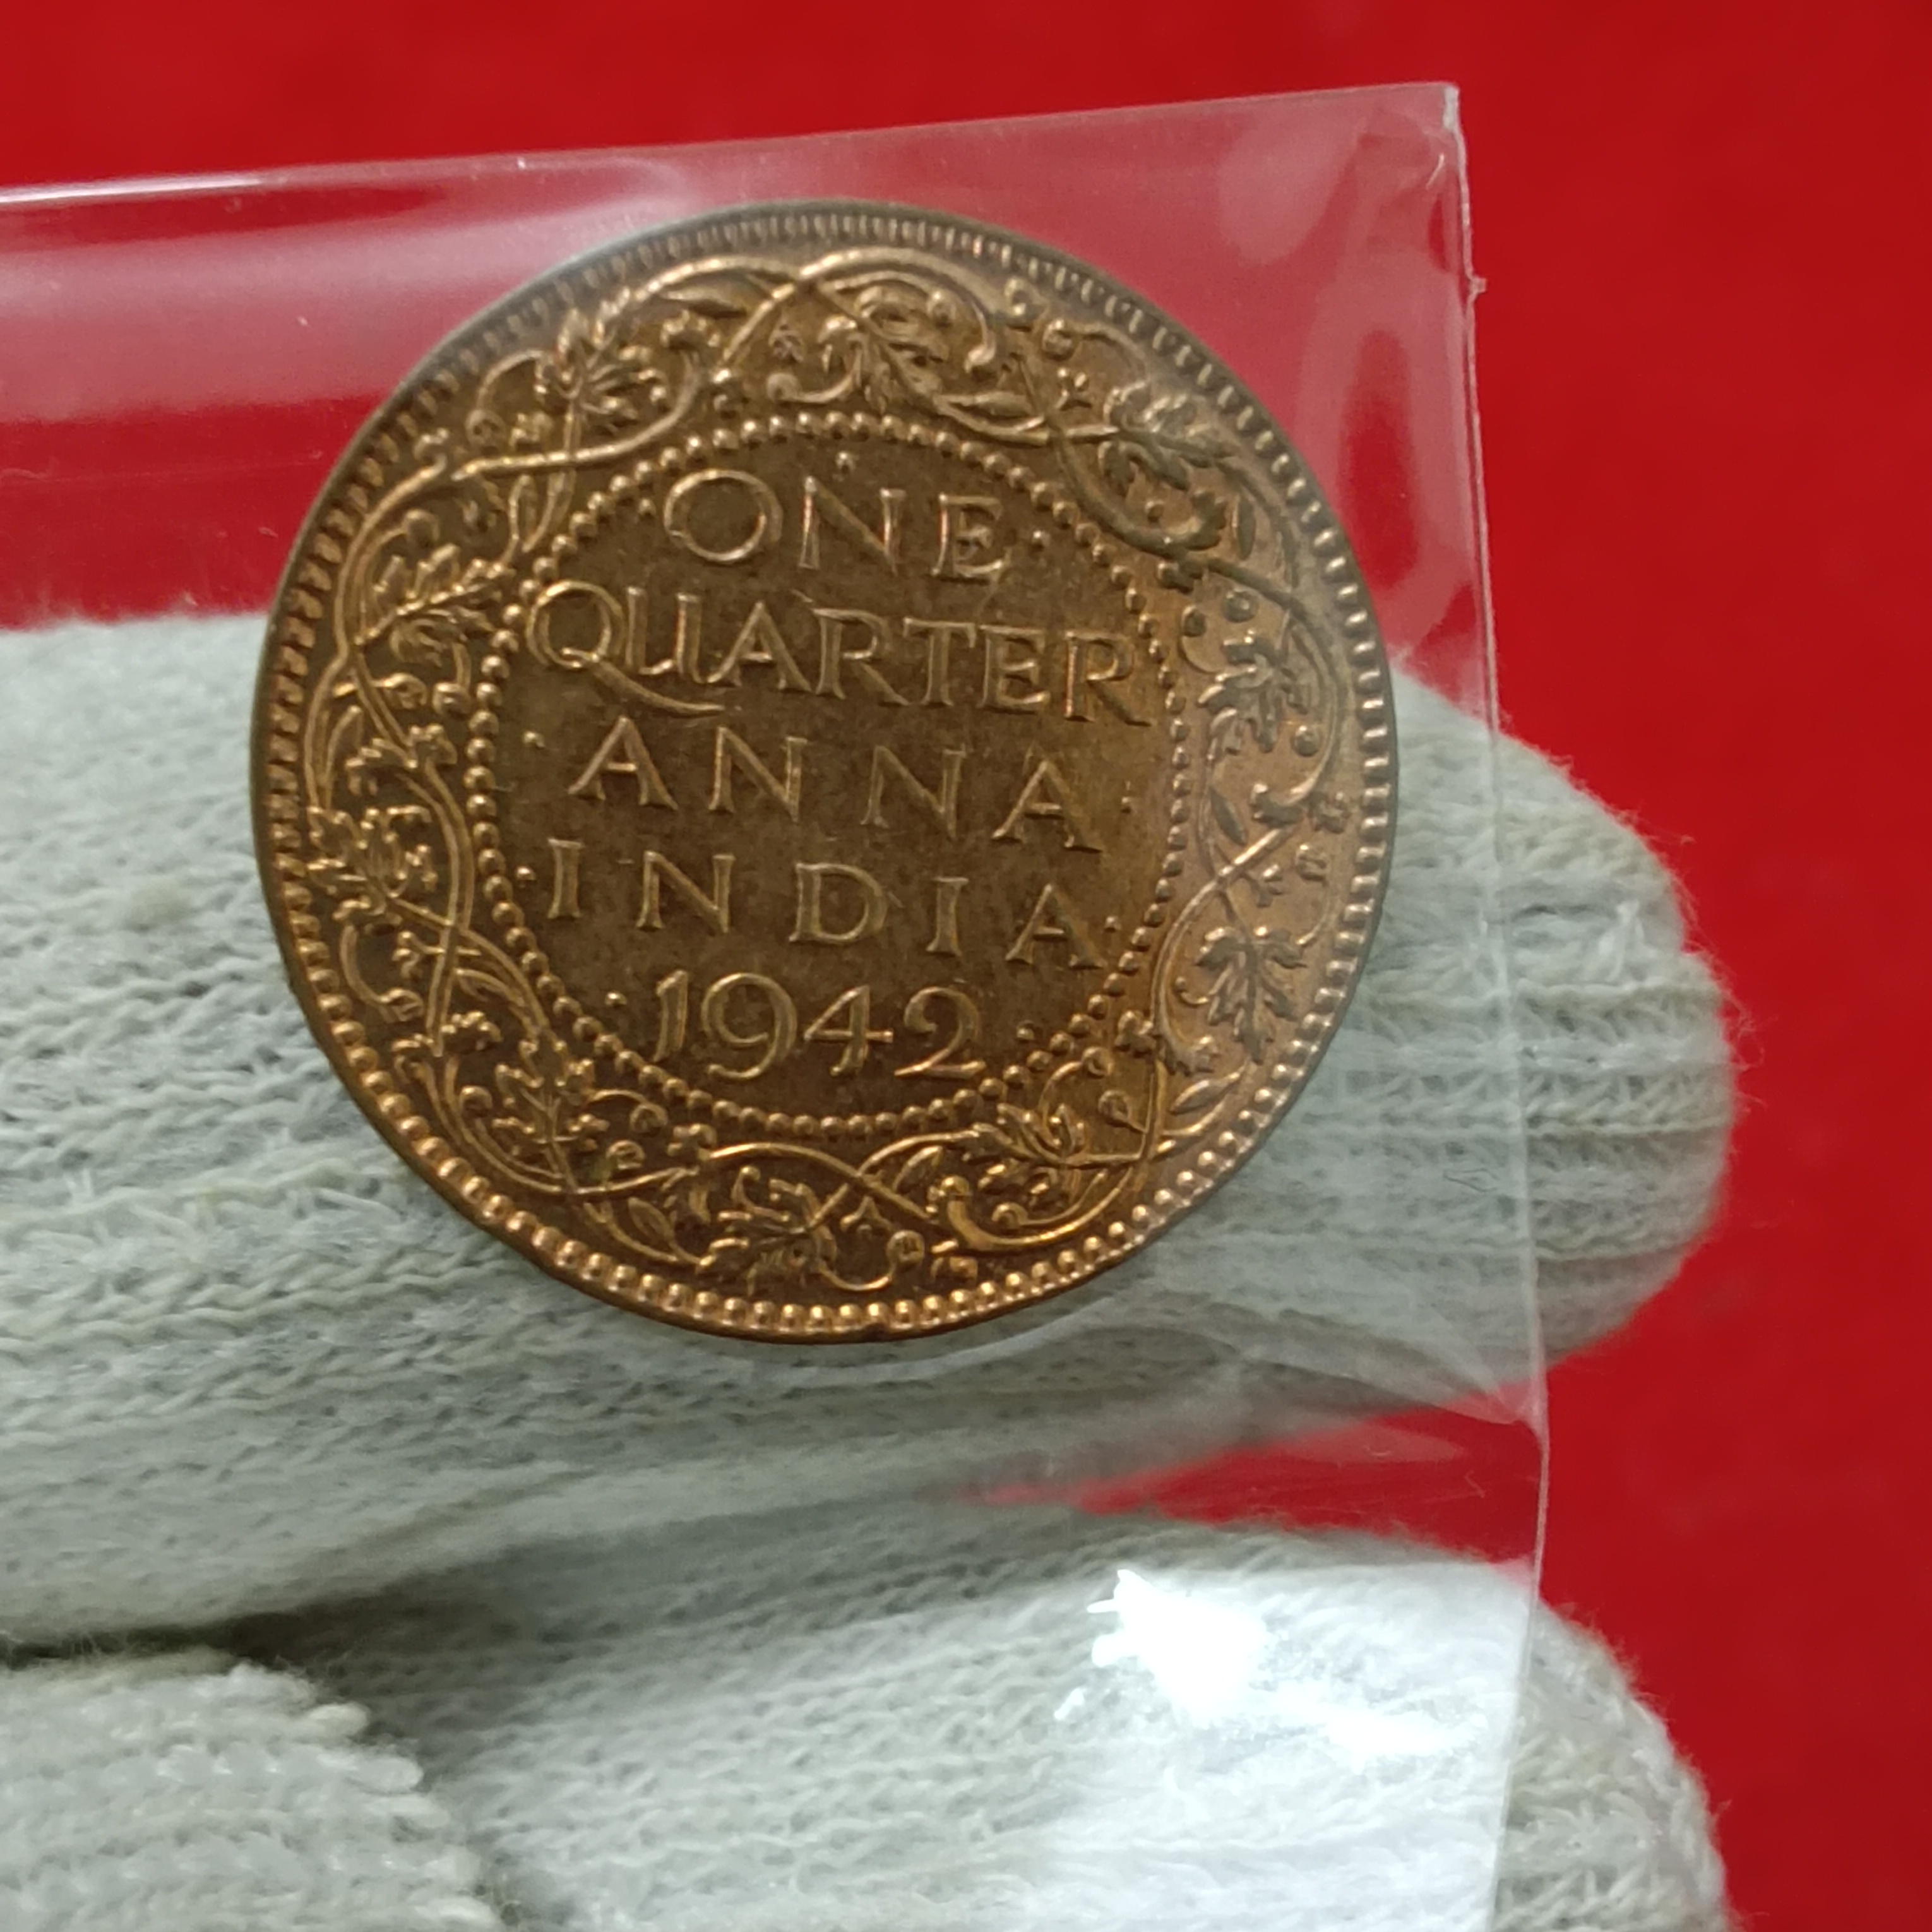 ONE
QUARTER
ANNA
INDIA
1942